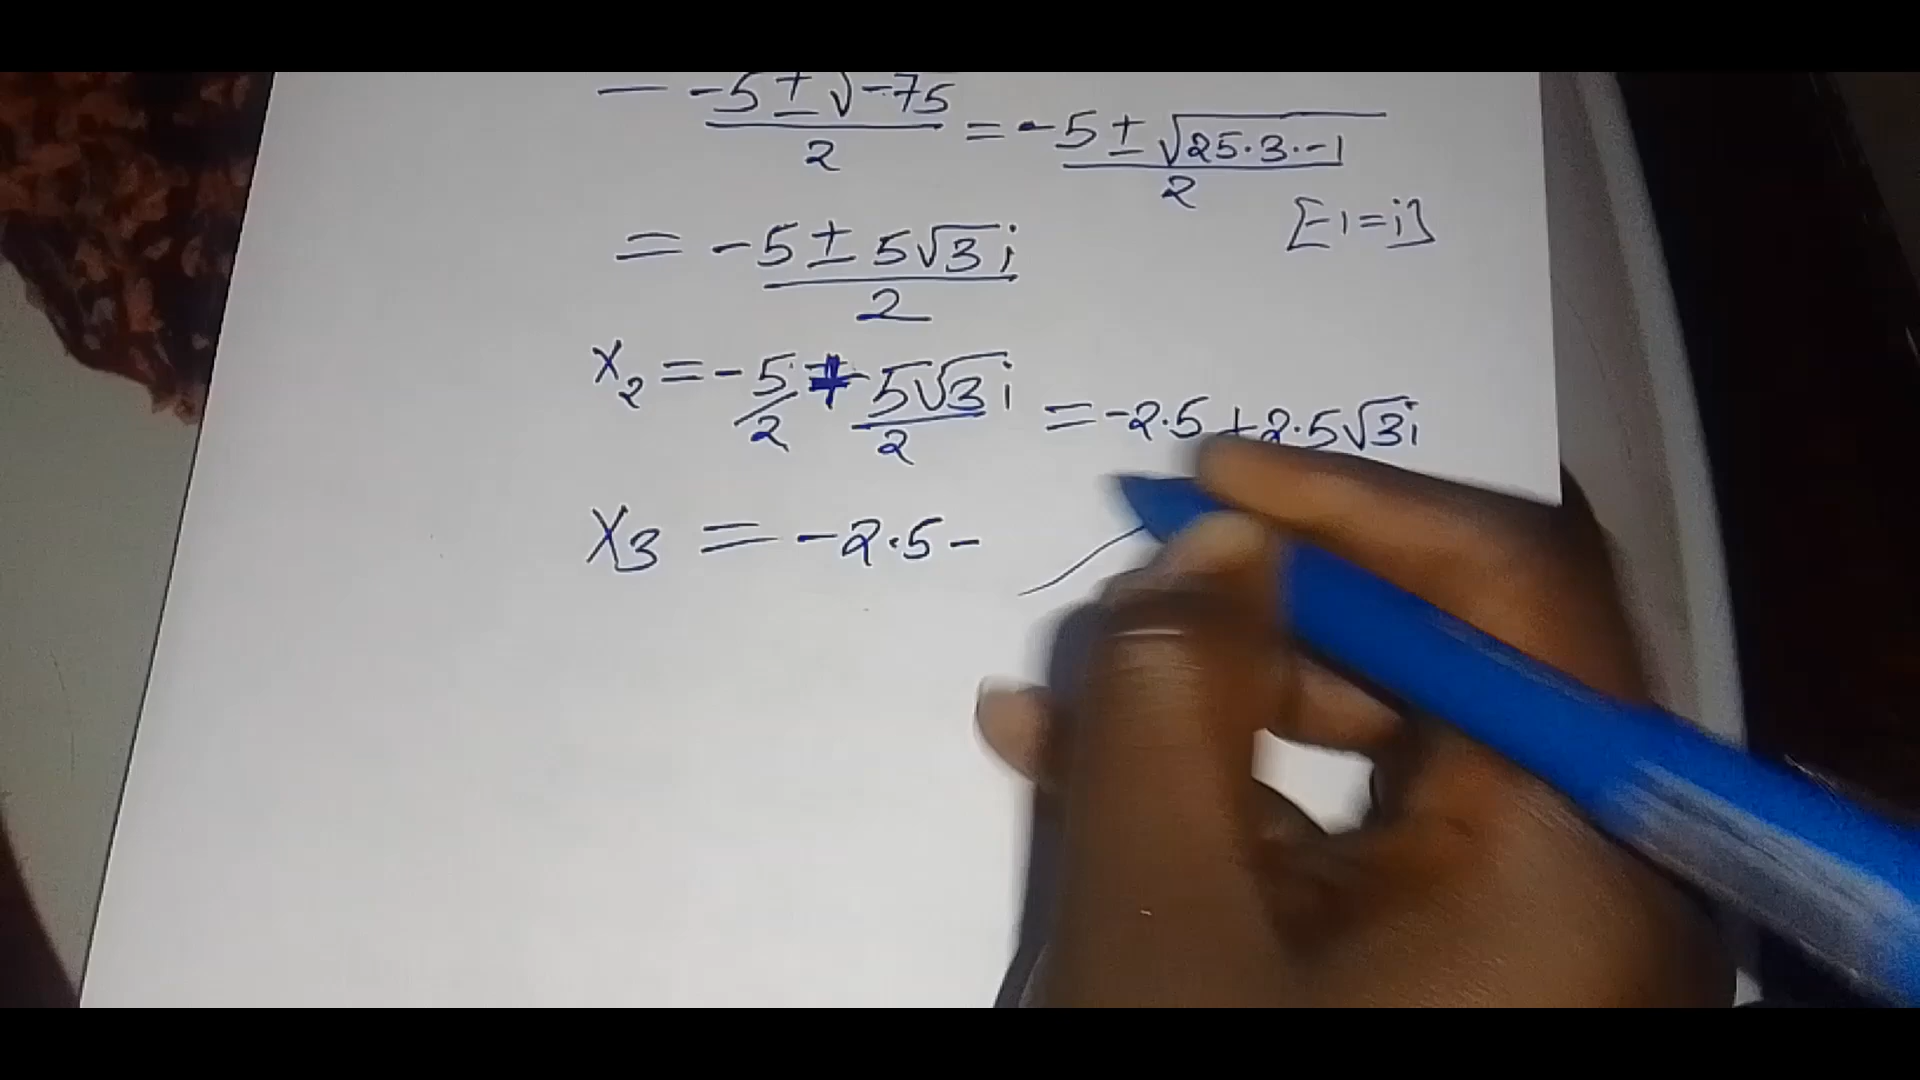 — -5 ± √-75 / 2 = -5 ± √25·3·-1 / 2
[-1=i]
= -5 ± 5√3 i / 2
X₂ = -5/2 + 5√3 i / 2 = -2.5 + 2.5√3 i
X₃ = -2.5 -